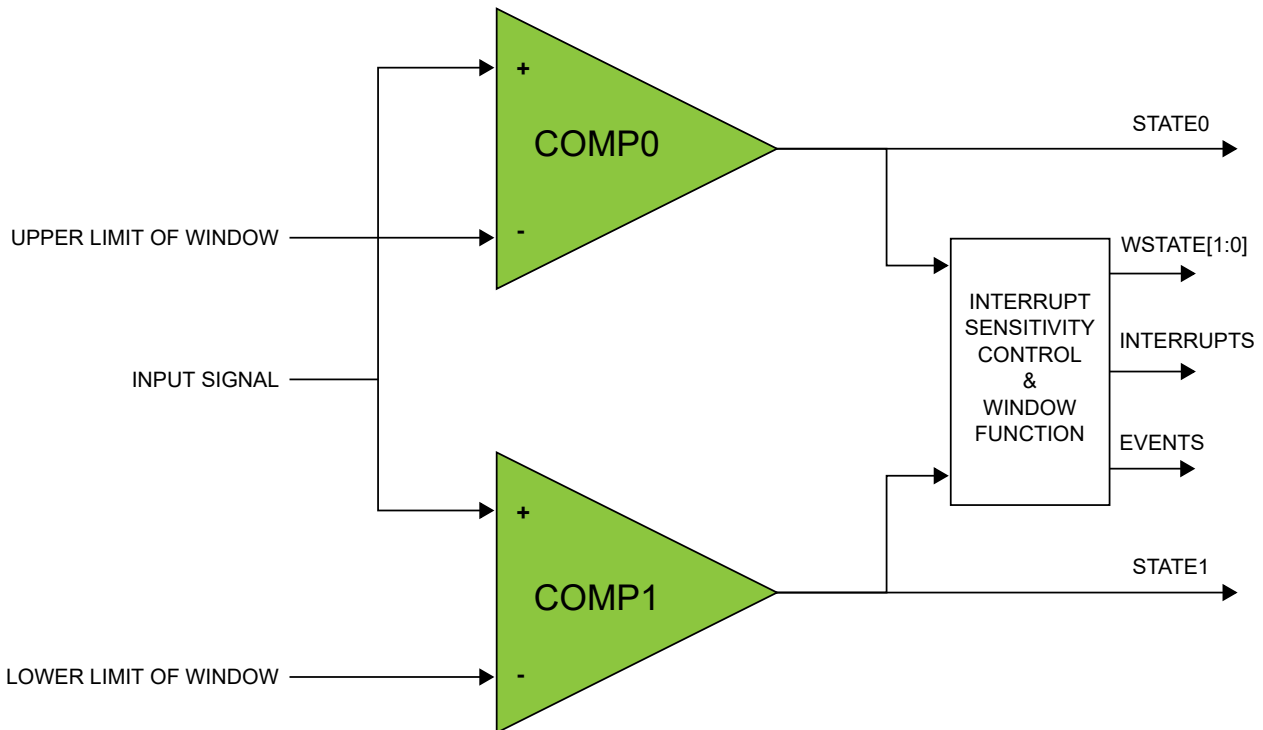 +
COMP0
-
STATE0
UPPER LIMIT OF WINDOW
WSTATE[1:0]
INTERRUPT
SENSITIVITY
CONTROL
&
WINDOW
FUNCTION
INTERRUPTS
EVENTS
INPUT SIGNAL
+
COMP1
-
STATE1
LOWER LIMIT OF WINDOW